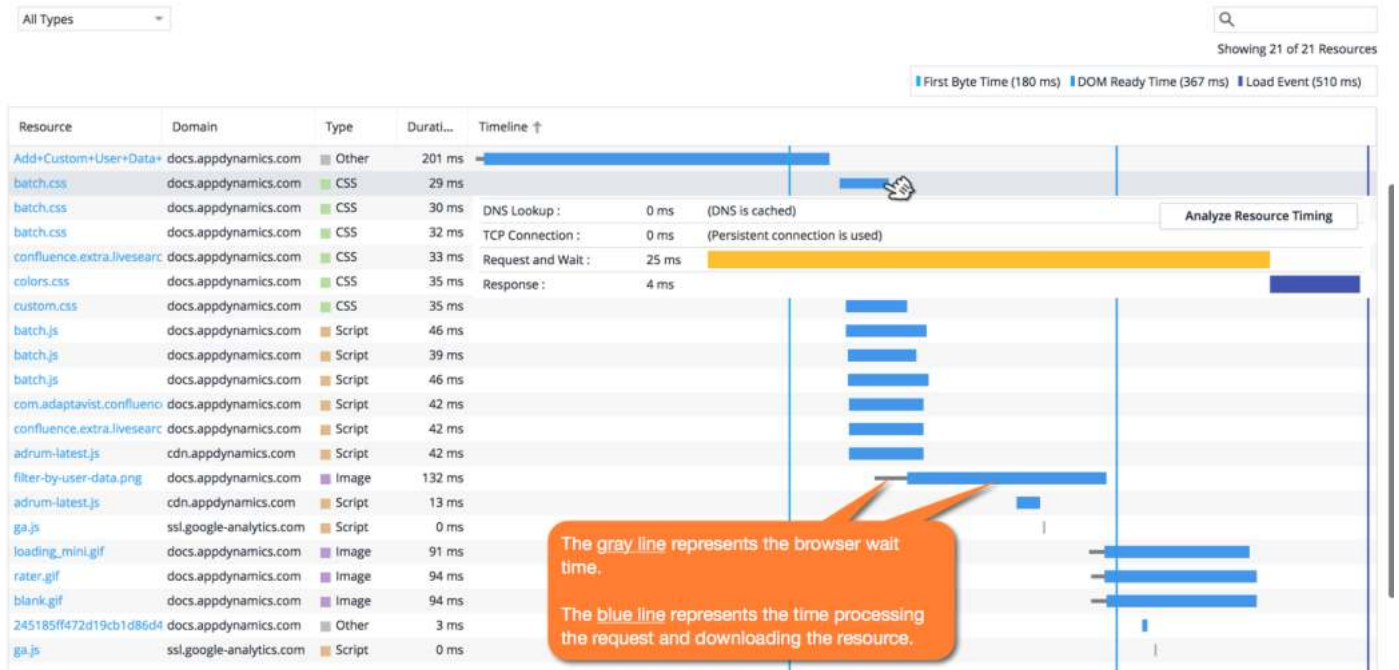 All Types
Showing 21 of 21 Resources
First Byte Time (180 ms) DOM Ready Time (367 ms) Load Event (510 ms)
Resource Domain Type Durati... Timeline ↑
Add+Custom+User+Data+ docs.appdynamics.com Other 201 ms
batch.css docs.appdynamics.com CSS 29 ms
batch.css docs.appdynamics.com CSS 30 ms
DNS Lookup : 0 ms (DNS is cached)
Analyze Resource Timing
batch.css docs.appdynamics.com CSS 32 ms
TCP Connection : 0 ms (Persistent connection is used)
confluence.extra.livesearc docs.appdynamics.com CSS 33 ms
Request and Wait : 25 ms
colors.css docs.appdynamics.com CSS 35 ms
Response : 4 ms
custom.css docs.appdynamics.com CSS 35 ms
batch.js docs.appdynamics.com Script 46 ms
batch.js docs.appdynamics.com Script 39 ms
batch.js docs.appdynamics.com Script 46 ms
com.adaptavist.confluenc docs.appdynamics.com Script 42 ms
confluence.extra.livesearc docs.appdynamics.com Script 42 ms
adrum-latest.js cdn.appdynamics.com Script 42 ms
filter-by-user-data.png docs.appdynamics.com Image 132 ms
adrum-latest.js cdn.appdynamics.com Script 13 ms
ga.js ssl.google-analytics.com Script 0 ms
loading_mini.gif docs.appdynamics.com Image 91 ms
rater.gif docs.appdynamics.com Image 94 ms
blank.gif docs.appdynamics.com Image 94 ms
245185ff472d19cb1d86d4 docs.appdynamics.com Other 3 ms
ga.js ssl.google-analytics.com Script 0 ms
The gray line represents the browser wait
time.
The blue line represents the time processing
the request and downloading the resource.